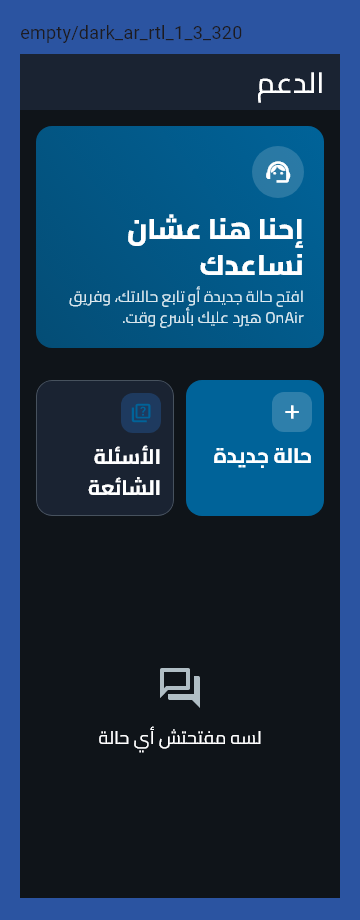 empty/dark_ar_rtl_1_3_320
الدعم
إحنا هنا عشان
نساعدك
افتح حالة جديدة أو تابع حالاتك، وفريق
OnAir هيرد عليك بأسرع وقت.
حالة جديدة
الأسئلة
الشائعة
لسه مفتحتش أي حالة